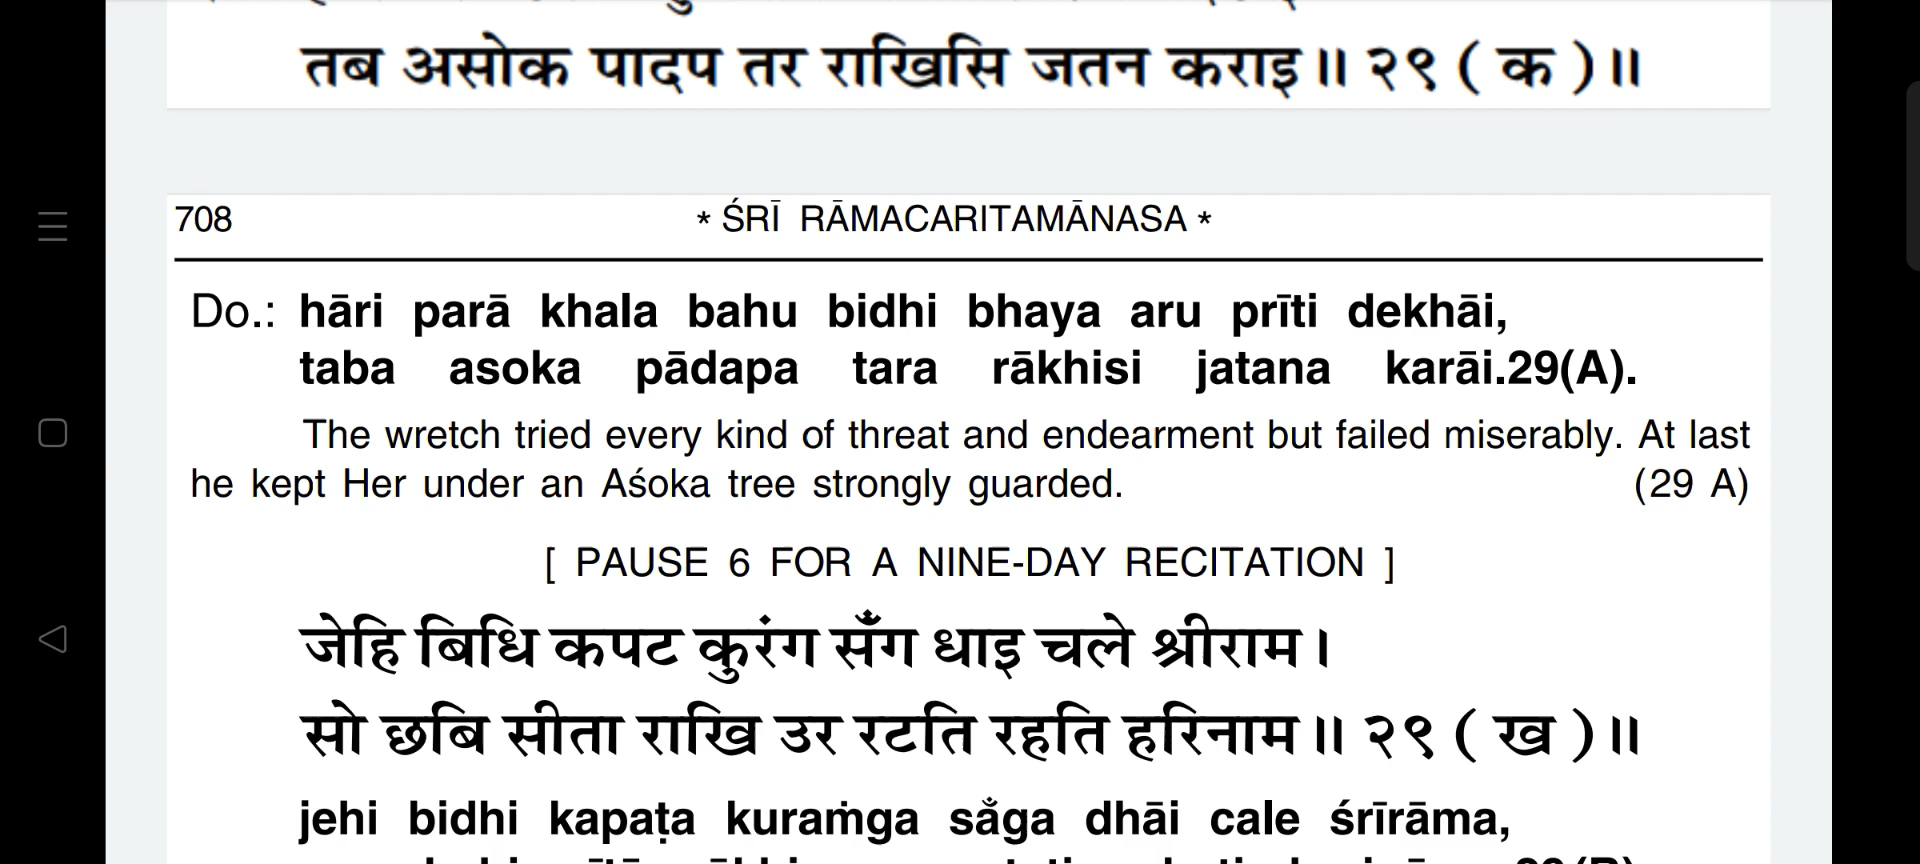 तब असोक पादप तर राखिसि जतन कराइ॥ २९ ( क )॥
708 * ŚRĪ RĀMACARITAMĀNASA *
Do.: hāri parā khala bahu bidhi bhaya aru prīti dekhāi,
taba asoka pādapa tara rākhisi jatana karāi.29(A).
The wretch tried every kind of threat and endearment but failed miserably. At last
he kept Her under an Aśoka tree strongly guarded. (29 A)
[ PAUSE 6 FOR A NINE-DAY RECITATION ]
जेहि बिधि कपट कुरंग सँग धाइ चले श्रीराम।
सो छबि सीता राखि उर रटति रहति हरिनाम॥ २९ ( ख )॥
jehi bidhi kapaṭa kuraṁga sẫga dhāi cale śrīrāma,